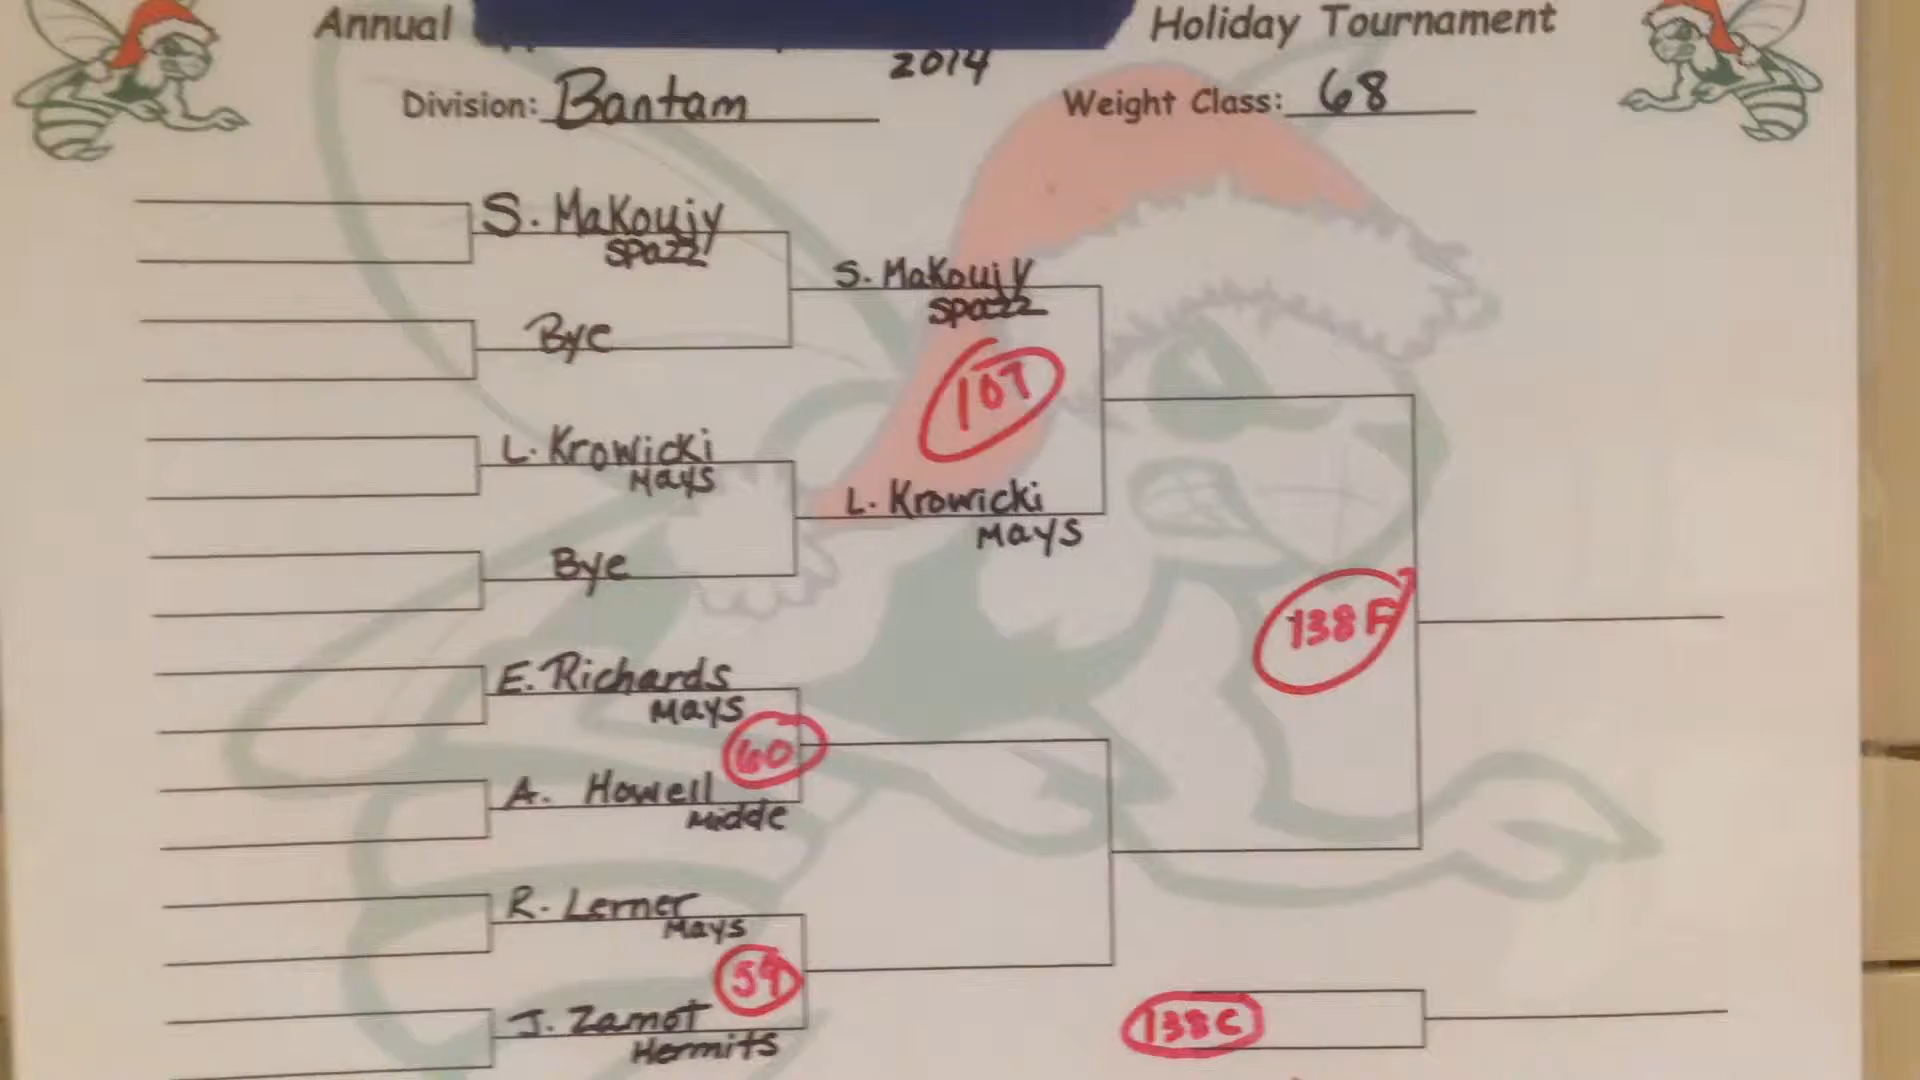 Annual Holiday Tournament
2014
Division: Bantam Weight Class: 68
S. Makoujy
Spazz
S. Makoujy
Spazz
Bye
107
L. Krowicki
Mays
L. Krowicki
Mays
Bye
138F
E. Richards
Mays
60
A. Howell
Middle
R. Lerner
Mays
59
J. Zamot
Hermits
138C